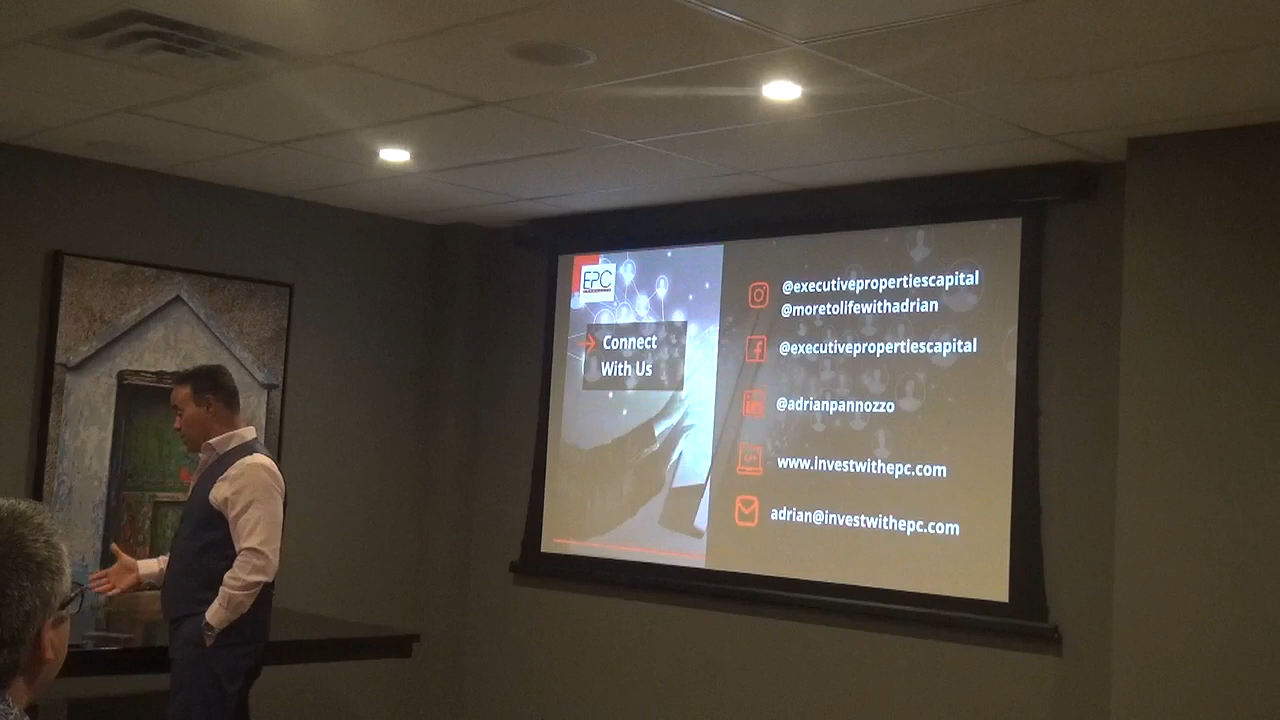 EPC
Connect
With Us
@executivepropertiescapital
@moretolifewithadrian
@executivepropertiescapital
@adrianpannozzo
www.investwithepc.com
adrian@investwithepc.com